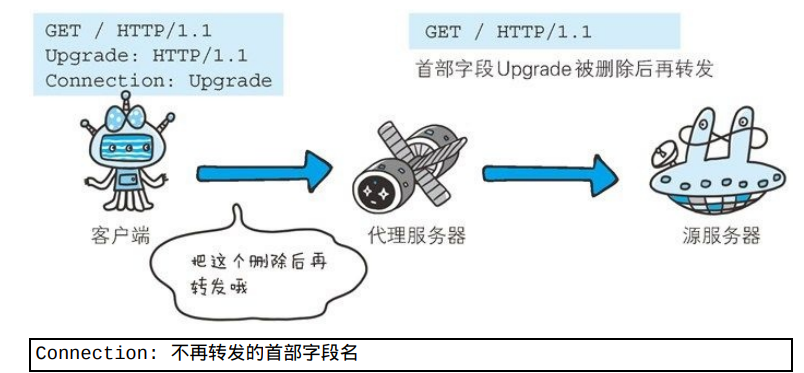 GET / HTTP/1.1
Upgrade: HTTP/1.1
Connection: Upgrade
GET / HTTP/1.1
首部字段Upgrade被删除后再转发
客户端
代理服务器
源服务器
把这个删除后再
转发哦
Connection: 不再转发的首部字段名